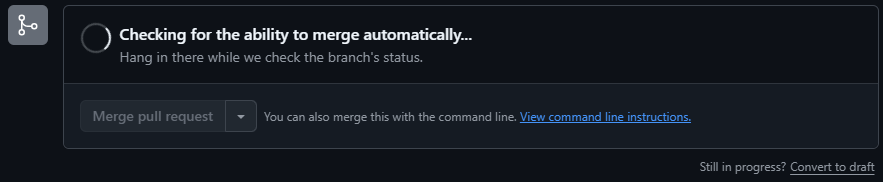 Checking for the ability to merge automatically...
Hang in there while we check the branch's status.
Merge pull request
You can also merge this with the command line. View command line instructions.
Still in progress? Convert to draft